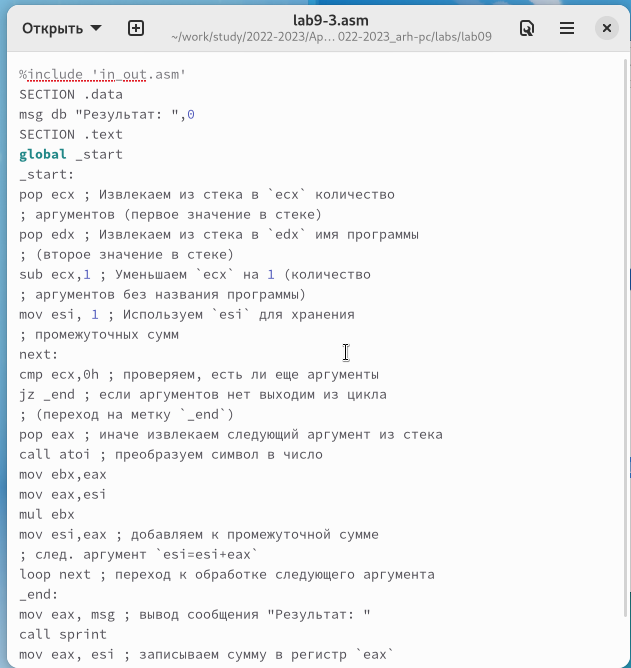 Открыть
lab9-3.asm
~/work/study/2022-2023/Ap... 022-2023_arh-pc/labs/lab09
%include 'in_out.asm'
SECTION .data
msg db "Результат: ",0
SECTION .text
global _start
_start:
pop ecx ; Извлекаем из стека в `ecx` количество
; аргументов (первое значение в стеке)
pop edx ; Извлекаем из стека в `edx` имя программы
; (второе значение в стеке)
sub ecx,1 ; Уменьшаем `ecx` на 1 (количество
; аргументов без названия программы)
mov esi, 1 ; Используем `esi` для хранения
; промежуточных сумм
next:
cmp ecx,0h ; проверяем, есть ли еще аргументы
jz _end ; если аргументов нет выходим из цикла
; (переход на метку `_end`)
pop eax ; иначе извлекаем следующий аргумент из стека
call atoi ; преобразуем символ в число
mov ebx,eax
mov eax,esi
mul ebx
mov esi,eax ; добавляем к промежуточной сумме
; след. аргумент `esi=esi+eax`
loop next ; переход к обработке следующего аргумента
_end:
mov eax, msg ; вывод сообщения "Результат: "
call sprint
mov eax, esi ; записываем сумму в регистр `eax`